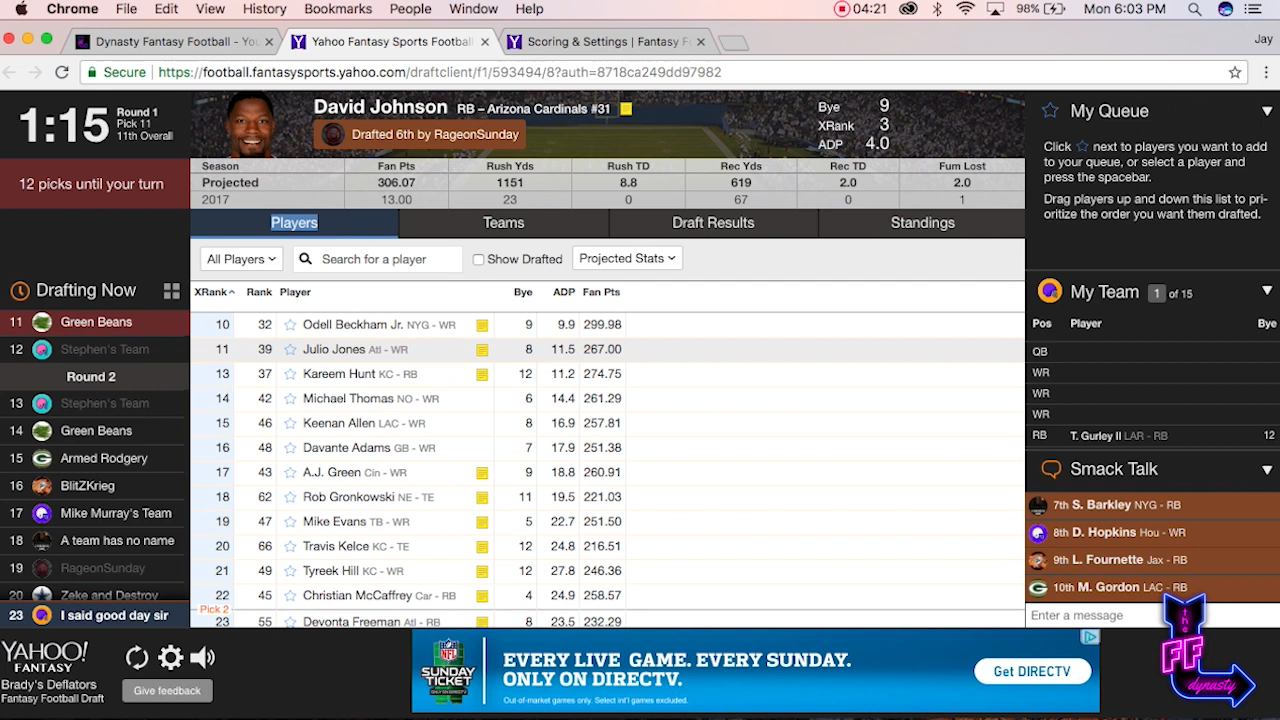 Chrome File Edit View History Bookmarks People Window Help 04:21 98% Mon 6:03 PM
Dynasty Fantasy Football - You × Yahoo Fantasy Sports Football × Scoring & Settings | Fantasy F × Jay
Secure https://football.fantasysports.yahoo.com/draftclient/f1/593494/8?auth=8718ca249dd97982
1:15
Round 1
Pick 11
11th Overall
12 picks until your turn
David Johnson RB – Arizona Cardinals #31
Drafted 6th by RageonSunday
Bye 9
XRank 3
ADP 4.0
Season Fan Pts Rush Yds Rush TD Rec Yds Rec TD Fum Lost
Projected 306.07 1151 8.8 619 2.0 2.0
2017 13.00 23 0 67 0 1
Players Teams Draft Results Standings
All Players Search for a player Show Drafted Projected Stats
XRank Rank Player Bye ADP Fan Pts
10 32 Odell Beckham Jr. NYG - WR 9 9.9 299.98
11 39 Julio Jones Atl - WR 8 11.5 267.00
13 37 Kareem Hunt KC - RB 12 11.2 274.75
14 42 Michael Thomas NO - WR 6 14.4 261.29
15 46 Keenan Allen LAC - WR 8 16.9 257.81
16 48 Davante Adams GB - WR 7 17.9 251.38
17 43 A.J. Green Cin - WR 9 18.8 260.91
18 62 Rob Gronkowski NE - TE 11 19.5 221.03
19 47 Mike Evans TB - WR 5 22.7 251.50
20 66 Travis Kelce KC - TE 12 24.8 216.51
21 49 Tyreek Hill KC - WR 12 27.8 246.36
22 45 Christian McCaffrey Car - RB 4 24.9 258.57
Pick 2
23 55 Devonta Freeman Atl - RB 8 23.5 232.29
Drafting Now
11 Green Beans
12 Stephen's Team
Round 2
13 Stephen's Team
14 Green Beans
15 Armed Rodgery
16 BlitZKrieg
17 Mike Murray's Team
18 A team has no name
19 RageonSunday
20 Zeke and Destroy
23 I said good day sir
My Queue
Click ☆ next to players you want to
add to your queue, or select a player and
press the spacebar.
Drag players up and down this list to pri-
oritize the order you want them drafted.
My Team 1 of 15
Pos Player Bye
QB
WR
WR
WR
RB T. Gurley II LAR - RB 12
Smack Talk
7th S. Barkley NYG - RB
8th D. Hopkins Hou - WR
9th L. Fournette Jax - RB
10th M. Gordon LAC - RB
Enter a message
YAHOO!
FANTASY
Brady's Deflators
Fantasy Football Draft
Give feedback
NFL
SUNDAY
TICKET
ONLY ON DIRECTV
EVERY LIVE GAME. EVERY SUNDAY.
ONLY ON DIRECTV.
Out-of-market games only. Select int'l games excluded.
Get DIRECTV
the
FF
dynasty